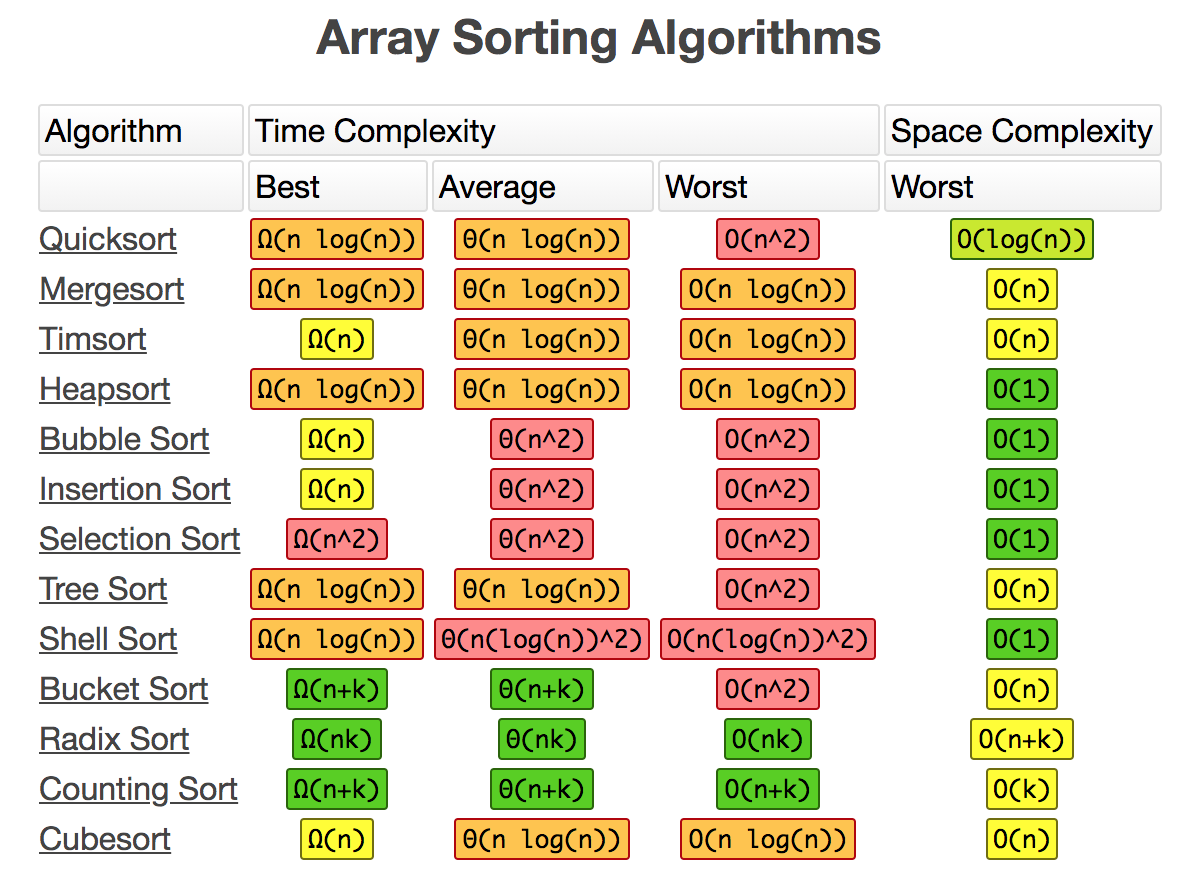 Array Sorting Algorithms
Algorithm Time Complexity Space Complexity
Best Average Worst Worst
Quicksort Ω(n log(n)) Θ(n log(n)) O(n^2) O(log(n))
Mergesort Ω(n log(n)) Θ(n log(n)) O(n log(n)) O(n)
Timsort Ω(n) Θ(n log(n)) O(n log(n)) O(n)
Heapsort Ω(n log(n)) Θ(n log(n)) O(n log(n)) O(1)
Bubble Sort Ω(n) Θ(n^2) O(n^2) O(1)
Insertion Sort Ω(n) Θ(n^2) O(n^2) O(1)
Selection Sort Ω(n^2) Θ(n^2) O(n^2) O(1)
Tree Sort Ω(n log(n)) Θ(n log(n)) O(n^2) O(n)
Shell Sort Ω(n log(n)) Θ(n(log(n))^2) O(n(log(n))^2) O(1)
Bucket Sort Ω(n+k) Θ(n+k) O(n^2) O(n)
Radix Sort Ω(nk) Θ(nk) O(nk) O(n+k)
Counting Sort Ω(n+k) Θ(n+k) O(n+k) O(k)
Cubesort Ω(n) Θ(n log(n)) O(n log(n)) O(n)